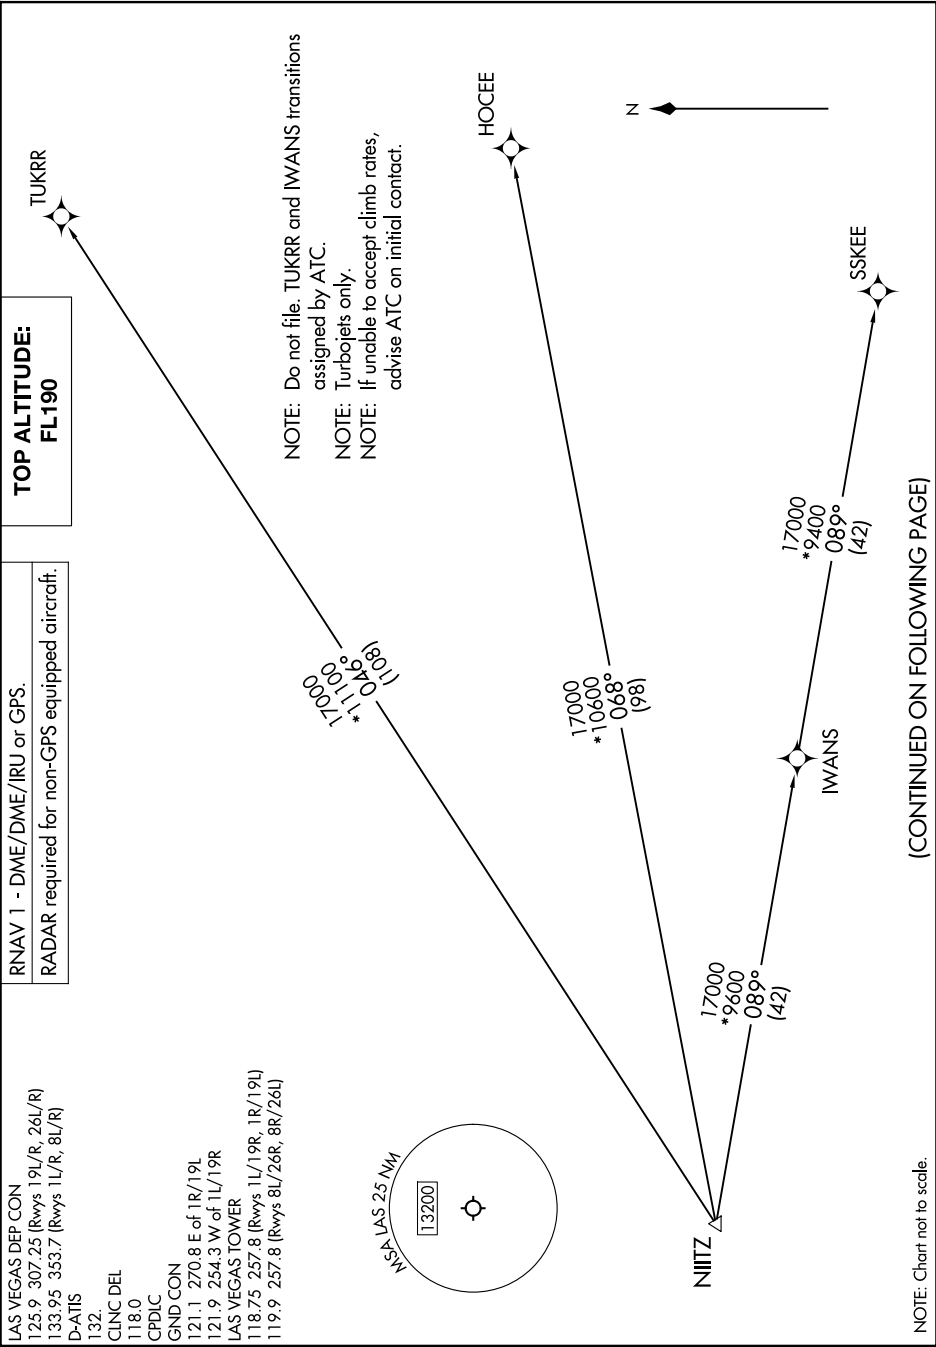 LAS VEGAS DEP CON
125.9 307.25 (Rwys 19L/R, 26L/R)
133.95 353.7 (Rwys 1L/R, 8L/R)
D-ATIS
132.
CLNC DEL
118.0
CPDLC
GND CON
121.1 270.8 E of 1R/19L
121.9 254.3 W of 1L/19R
LAS VEGAS TOWER
118.75 257.8 (Rwys 1L/19R, 1R/19L)
119.9 257.8 (Rwys 8L/26R, 8R/26L)
RNAV 1 - DME/DME/IRU or GPS.
RADAR required for non-GPS equipped aircraft.
TOP ALTITUDE:
FL190
TUKRR
NOTE: Do not file. TUKRR and IWANS transitions
assigned by ATC.
NOTE: Turbojets only.
NOTE: If unable to accept climb rates,
advise ATC on initial contact.
17000
*11100
046°
(108)
HOCEE
N
MSA LAS 25 NM
13200
17000
*10600
068°
(98)
SSKEE
17000
*9400
089°
(42)
IWANS
17000
*9600
089°
(42)
NIITZ
(CONTINUED ON FOLLOWING PAGE)
NOTE: Chart not to scale.